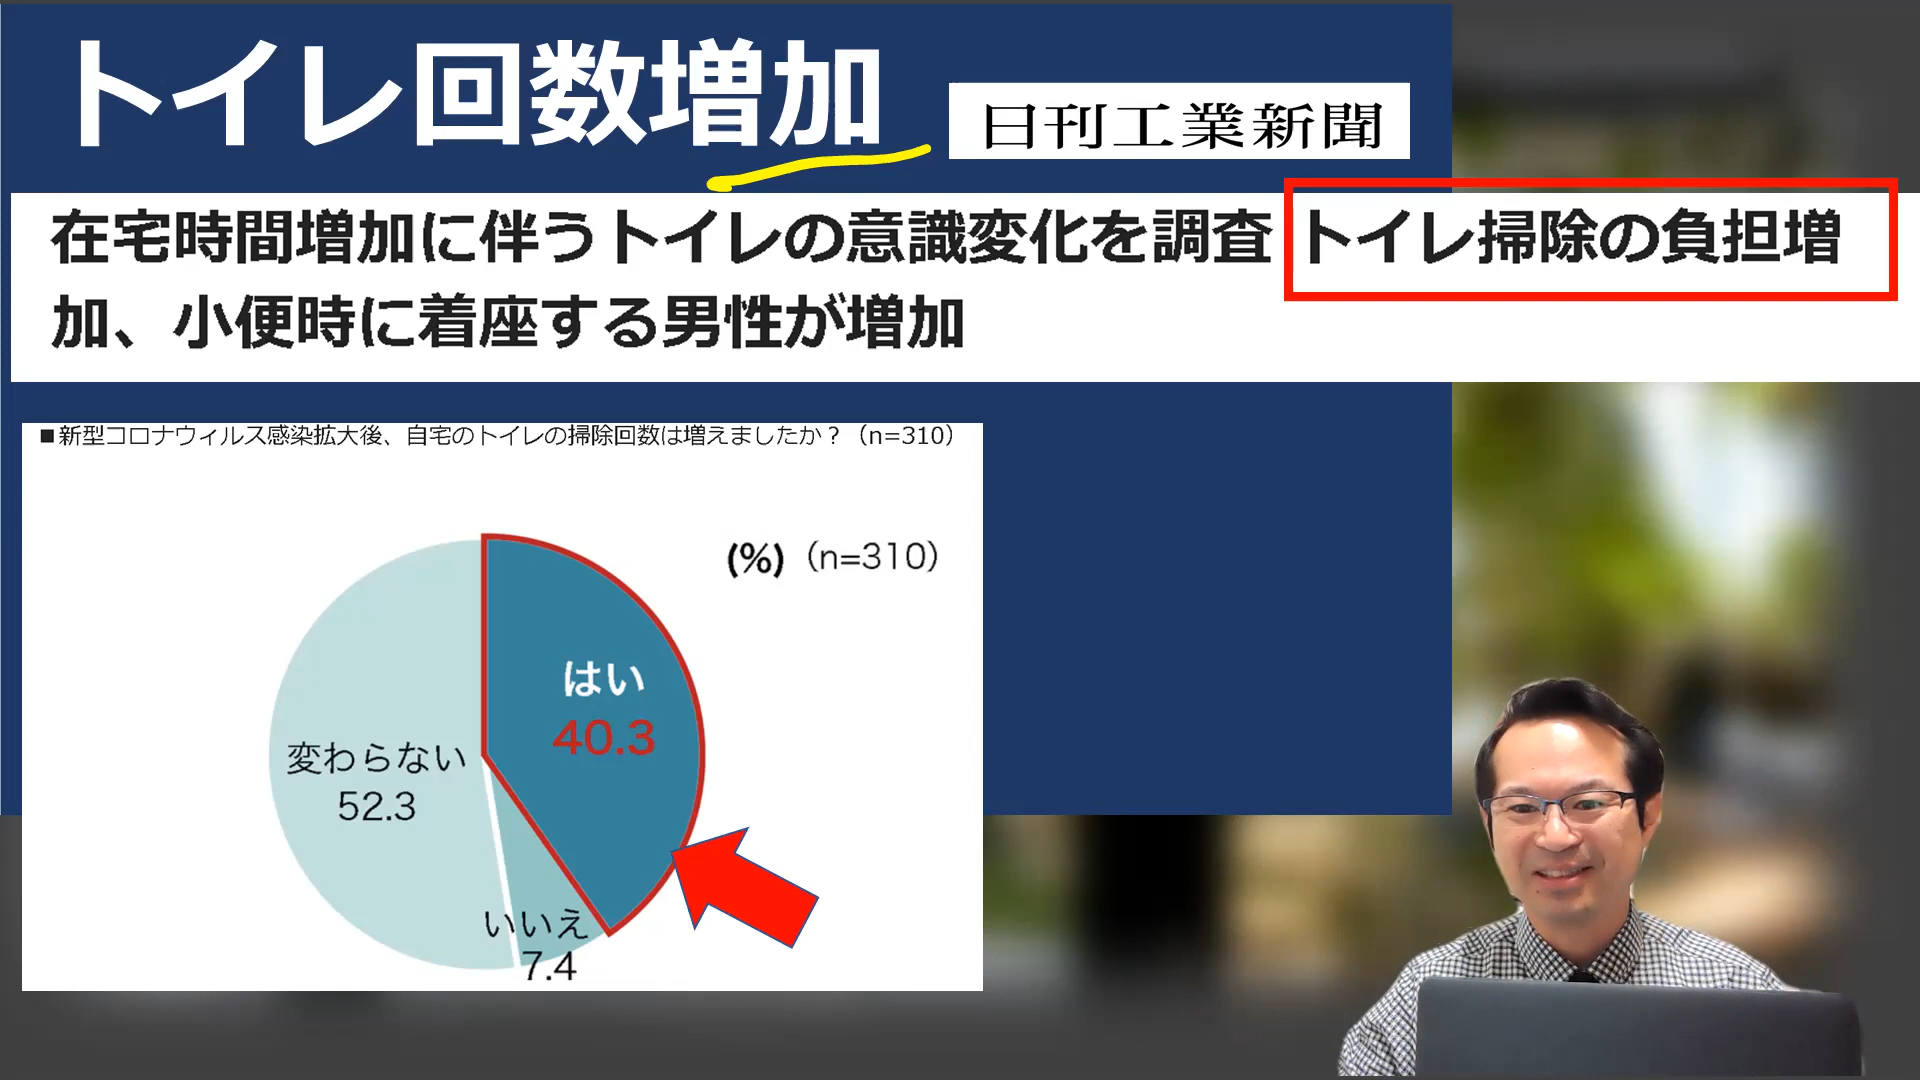 トイレ回数増加
日刊工業新聞
在宅時間増加に伴うトイレの意識変化を調査 トイレ掃除の負担増
加、小便時に着座する男性が増加
■新型コロナウィルス感染拡大後、自宅のトイレの掃除回数は増えましたか？（n=310）
(%)（n=310）
はい
40.3
変わらない
52.3
いいえ
7.4